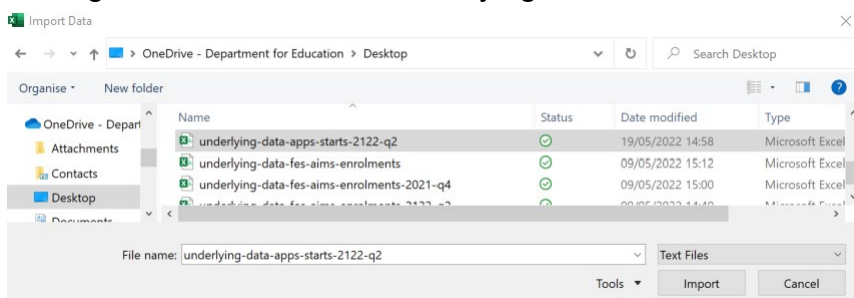 Import Data
OneDrive - Department for Education > Desktop
Search Desktop
Organise
New folder
Name Status Date modified Type
OneDrive - Depart
underlying-data-apps-starts-2122-q2 19/05/2022 14:58 Microsoft Excel
Attachments
underlying-data-fes-aims-enrolments 09/05/2022 15:12 Microsoft Excel
Contacts
underlying-data-fes-aims-enrolments-2021-q4 09/05/2022 15:00 Microsoft Excel
Desktop
Documents
File name: underlying-data-apps-starts-2122-q2 Text Files
Tools Import Cancel